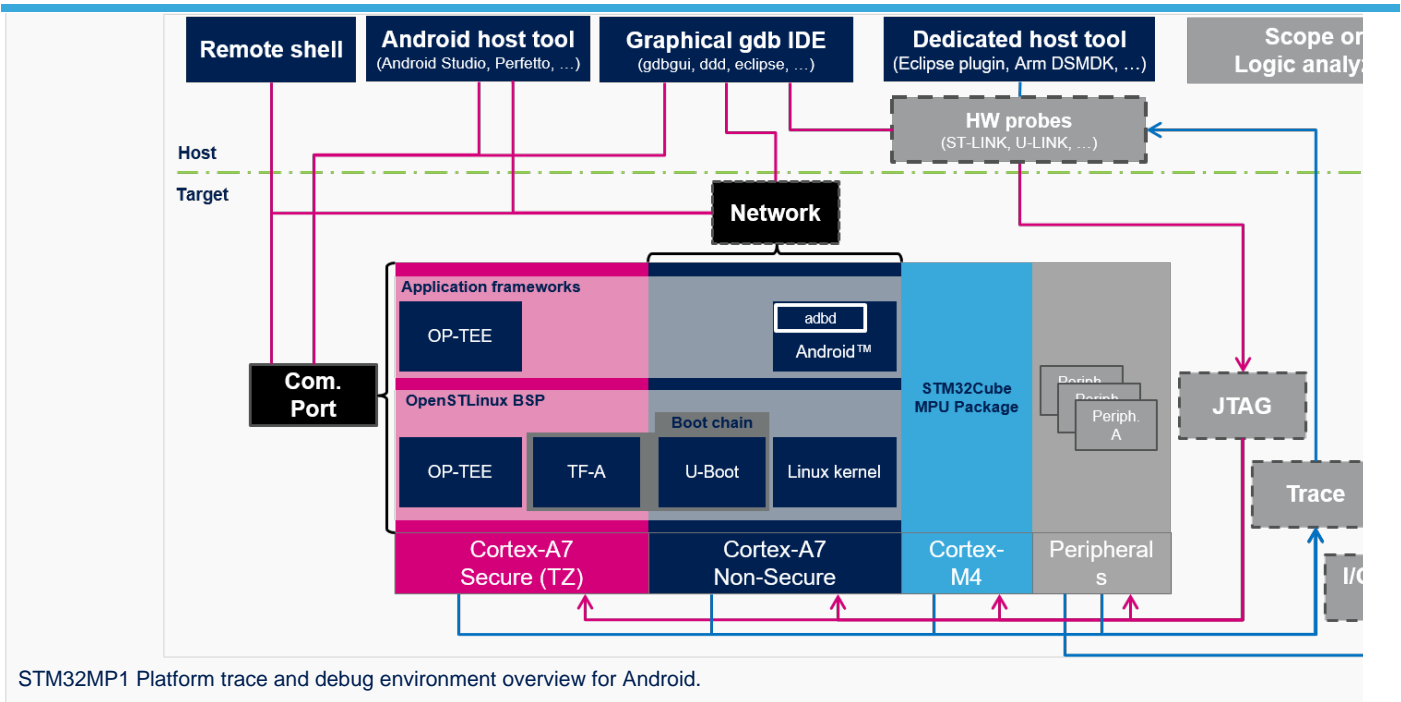 Remote shell
Android host tool
(Android Studio, Perfetto, …)
Graphical gdb IDE
(gdbgui, ddd, eclipse, …)
Dedicated host tool
(Eclipse plugin, Arm DSMDK, …)
Scope or
Logic
HW probes
(ST-LINK, U-LINK, …)
Host
Target
Network
Application frameworks
OP-TEE
adbd
Android™
Com.
Port
OpenSTLinux BSP
Boot chain
OP-TEE
TF-A
U-Boot
Linux kernel
STM32Cube
MPU Package
Periph.
A
JTAG
Trace
Cortex-A7
Secure (TZ)
Cortex-A7
Non-Secure
Cortex-
M4
Peripheral
s
STM32MP1 Platform trace and debug environment overview for Android.